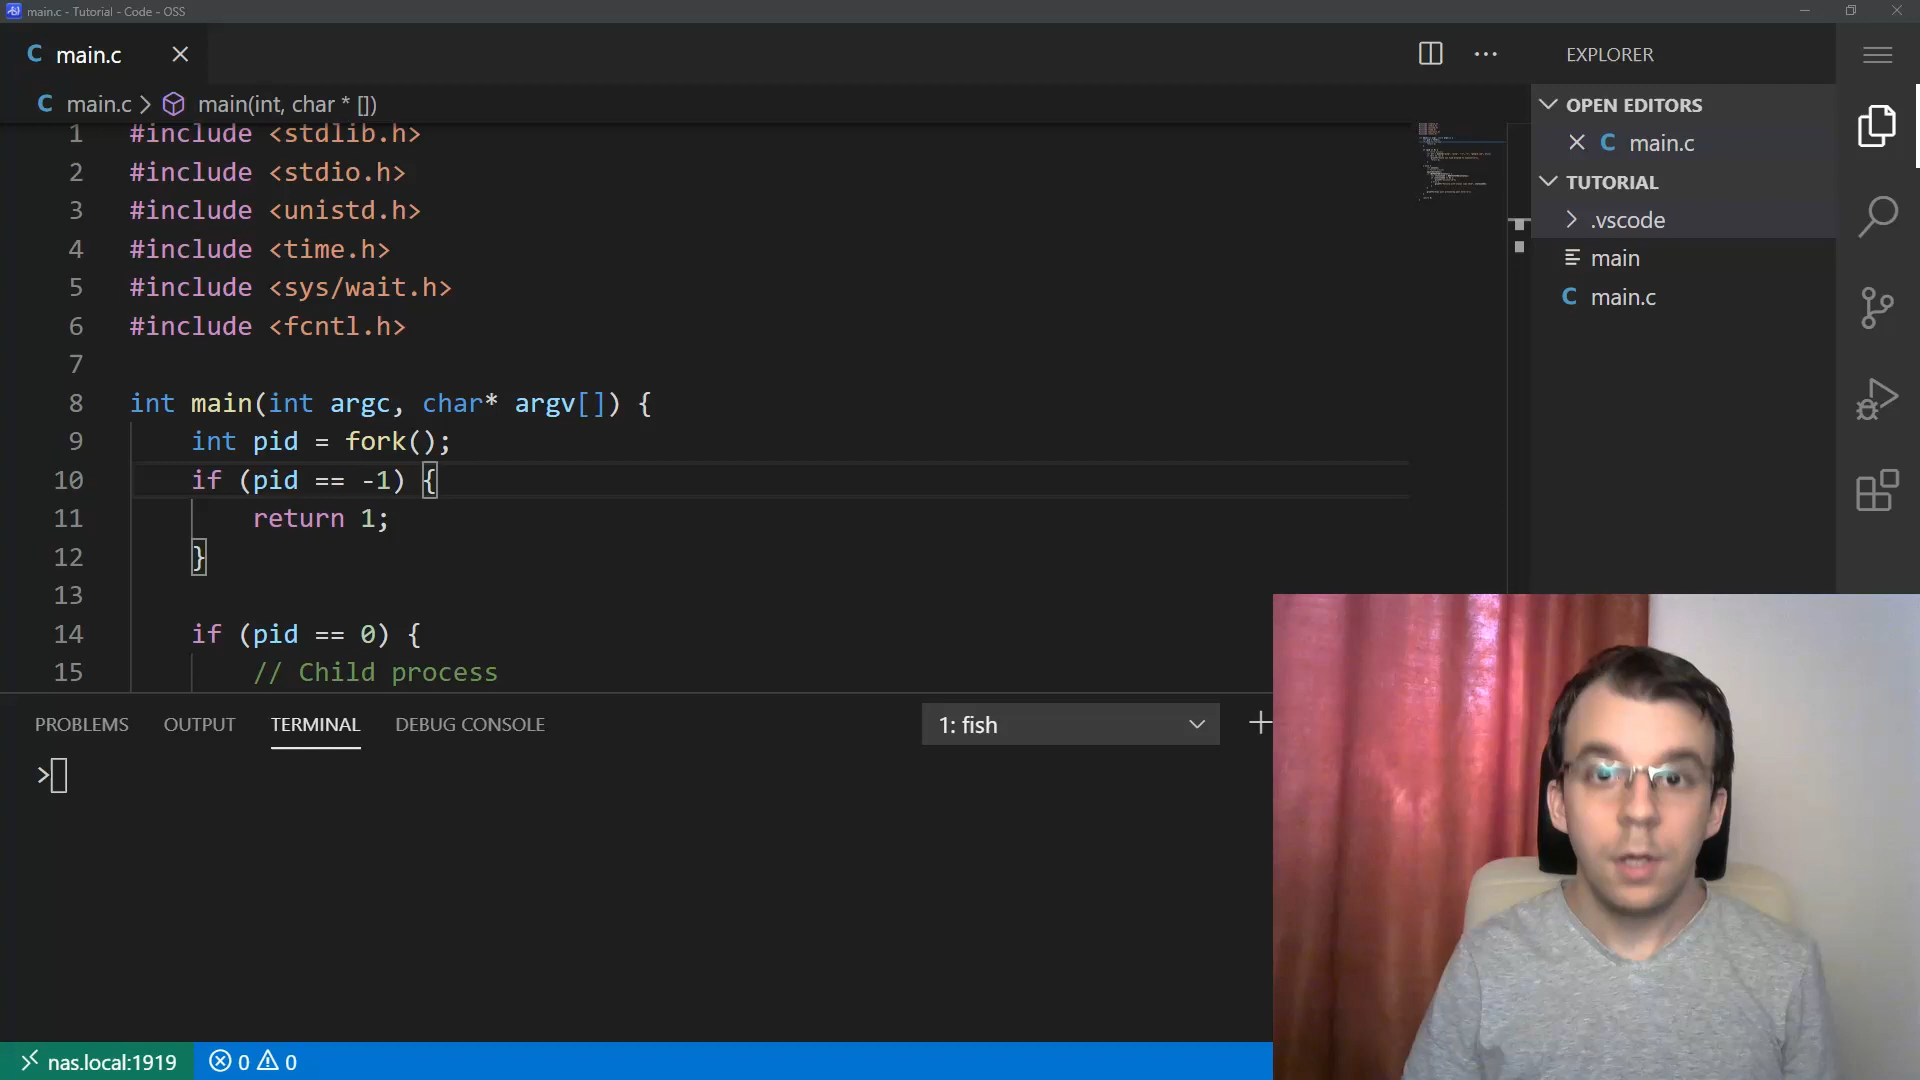 main.c - Tutorial - Code - OSS
C main.c
EXPLORER
C main.c > main(int, char * [])
1 #include <stdlib.h>
2 #include <stdio.h>
3 #include <unistd.h>
4 #include <time.h>
5 #include <sys/wait.h>
6 #include <fcntl.h>
7
8 int main(int argc, char* argv[]) {
9 int pid = fork();
10 if (pid == -1) {
11 return 1;
12 }
13
14 if (pid == 0) {
15 // Child process
OPEN EDITORS
C main.c
TUTORIAL
.vscode
main
C main.c
PROBLEMS OUTPUT TERMINAL DEBUG CONSOLE 1: fish
>
nas.local:1919 0 0